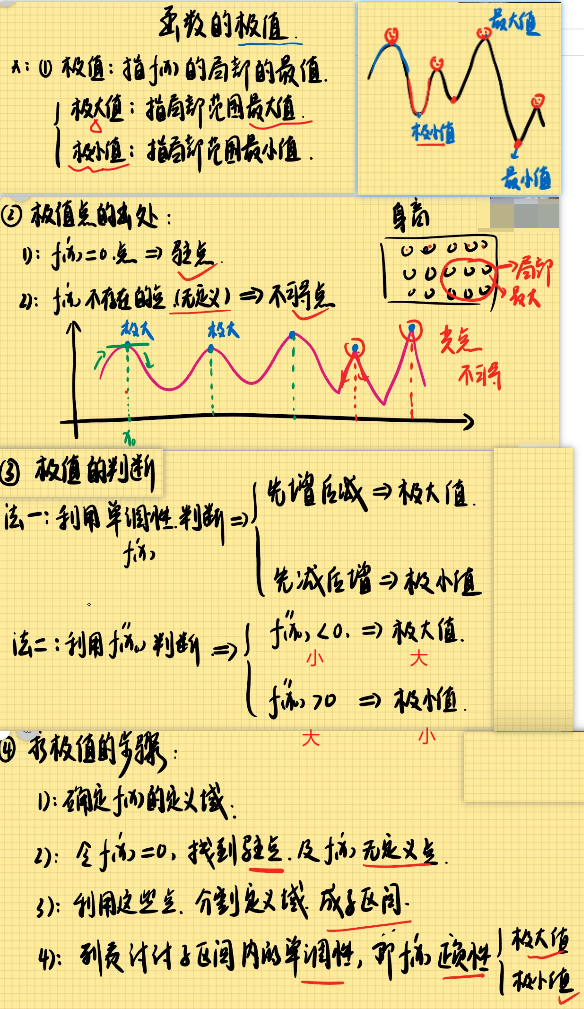 函数的极值.
*: ① 极值: 指f(x)的局部的最值.
极大值: 指局部范围最大值.
极小值: 指局部范围最小值.
最大值
极小值
最小值
② 极值点的出处:
1): f'(x)=0点 ⇒ 驻点.
2): f'(x)不存在的点(无定义) ⇒ 不可导点
身高
局部
最大
极大 极大
尖点
不可导
x₀
③ 极值的判断
法一: 利用单调性判断 ⇒ 先增后减 ⇒ 极大值.
f'(x)
先减后增 ⇒ 极小值
法二: 利用f''(x)判断 ⇒ f''(x)<0. ⇒ 极大值.
小 大
f''(x)>0 ⇒ 极小值.
大 小
④ 求极值的步骤:
1): 确定f(x)的定义域.
2): 令f'(x)=0, 找到驻点. 及f'(x)无定义点.
3): 利用这些点. 分割定义域 成子区间.
4): 列表讨讨子区间内的单调性, 即f'(x)正负性 极大值
极小值